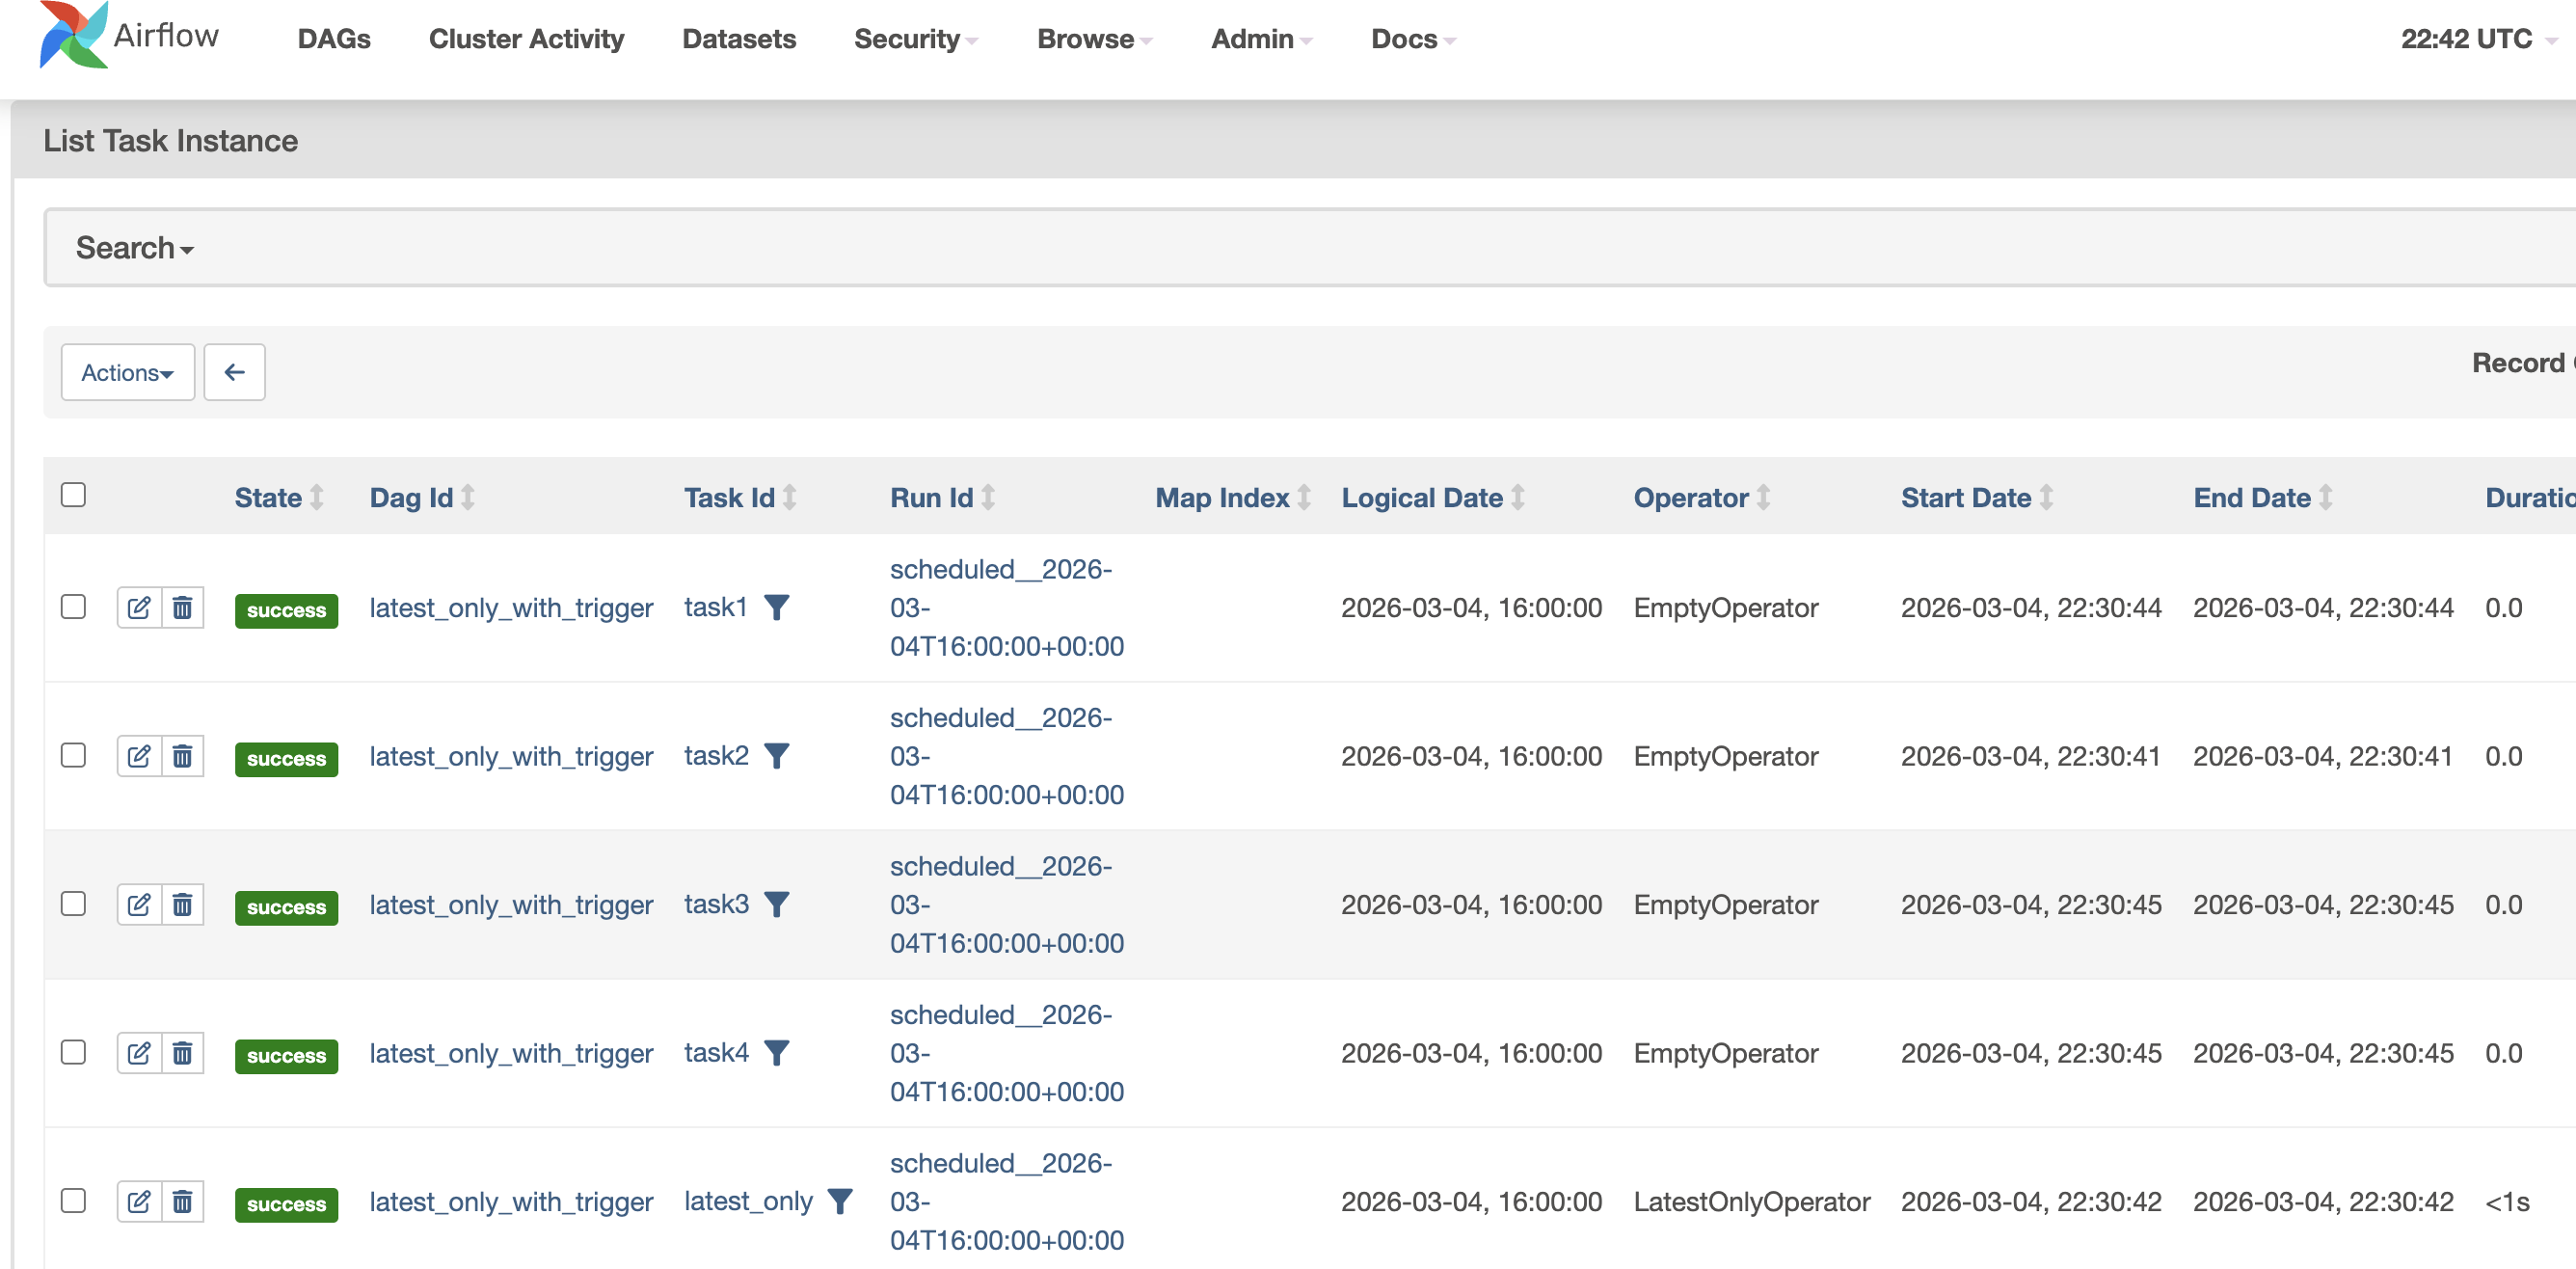 Airflow DAGs Cluster Activity Datasets Security Browse Admin Docs 22:42 UTC
List Task Instance
Search
Actions Record
State Dag Id Task Id Run Id Map Index Logical Date Operator Start Date End Date Duratio
success latest_only_with_trigger task1 scheduled__2026-
03-
04T16:00:00+00:00 2026-03-04, 16:00:00 EmptyOperator 2026-03-04, 22:30:44 2026-03-04, 22:30:44 0.0
success latest_only_with_trigger task2 scheduled__2026-
03-
04T16:00:00+00:00 2026-03-04, 16:00:00 EmptyOperator 2026-03-04, 22:30:41 2026-03-04, 22:30:41 0.0
success latest_only_with_trigger task3 scheduled__2026-
03-
04T16:00:00+00:00 2026-03-04, 16:00:00 EmptyOperator 2026-03-04, 22:30:45 2026-03-04, 22:30:45 0.0
success latest_only_with_trigger task4 scheduled__2026-
03-
04T16:00:00+00:00 2026-03-04, 16:00:00 EmptyOperator 2026-03-04, 22:30:45 2026-03-04, 22:30:45 0.0
success latest_only_with_trigger latest_only scheduled__2026-
03-
04T16:00:00+00:00 2026-03-04, 16:00:00 LatestOnlyOperator 2026-03-04, 22:30:42 2026-03-04, 22:30:42 <1s